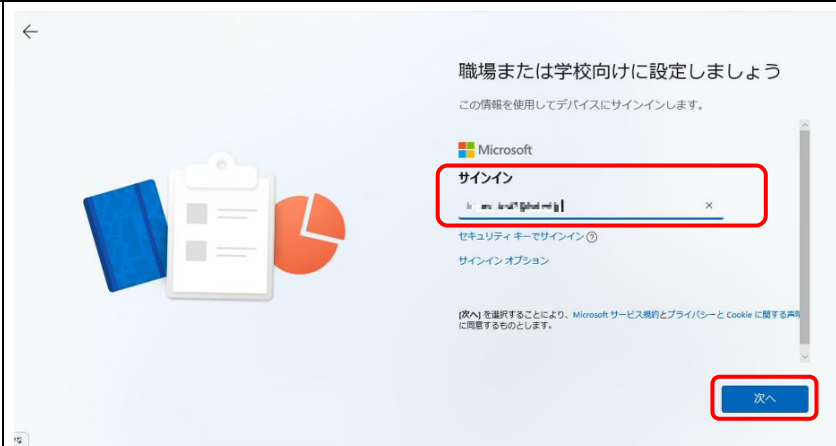 職場または学校向けに設定しましょう
この情報を使用してデバイスにサインインします。
Microsoft
サインイン
セキュリティ キーでサインイン
サインイン オプション
[次へ] を選択することにより、Microsoft サービス規約とプライバシーと Cookie に関する声明
に同意するものとします。
次へ